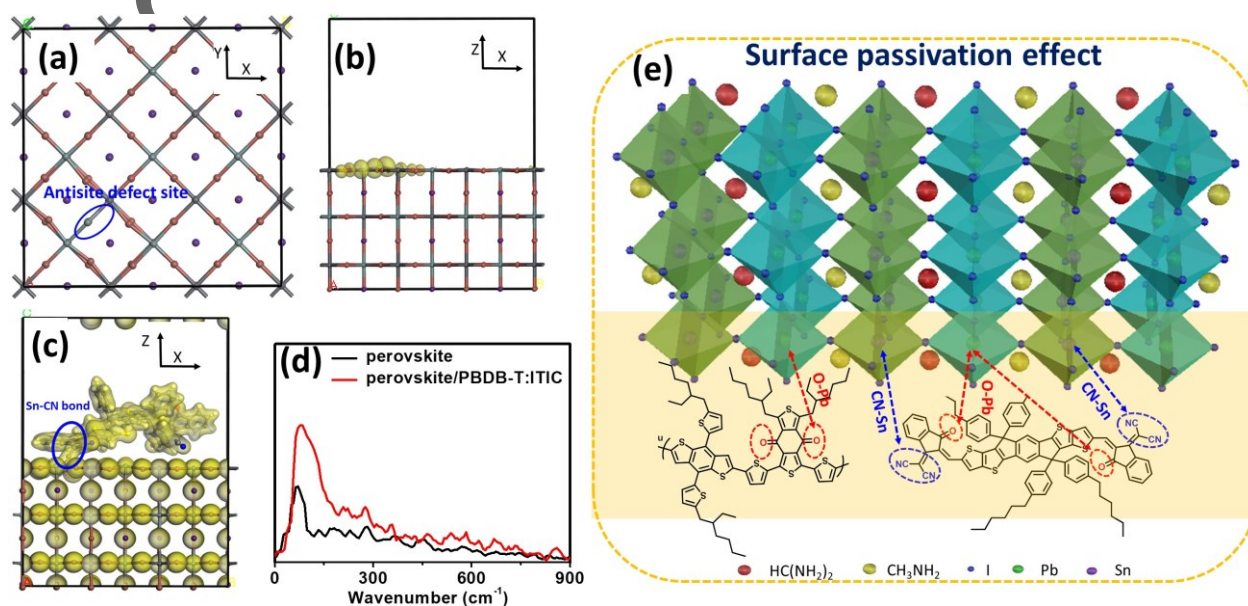 (a)
Y
X
Antisite defect site
(b)
Z
X
(c)
Z
X
Sn-CN bond
(d)
perovskite
perovskite/PBDB-T:ITIC
0
300
600
900
Wavenumber (cm⁻¹)
(e)
Surface passivation effect
O-Pb
CN-Sn
O-Pb
CN-Sn
S
S
S
S
S
S
S
S
O
O
n
NC
CN
O
S
S
S
S
O
NC
CN
HC(NH₂)₂
CH₃NH₂
I
Pb
Sn